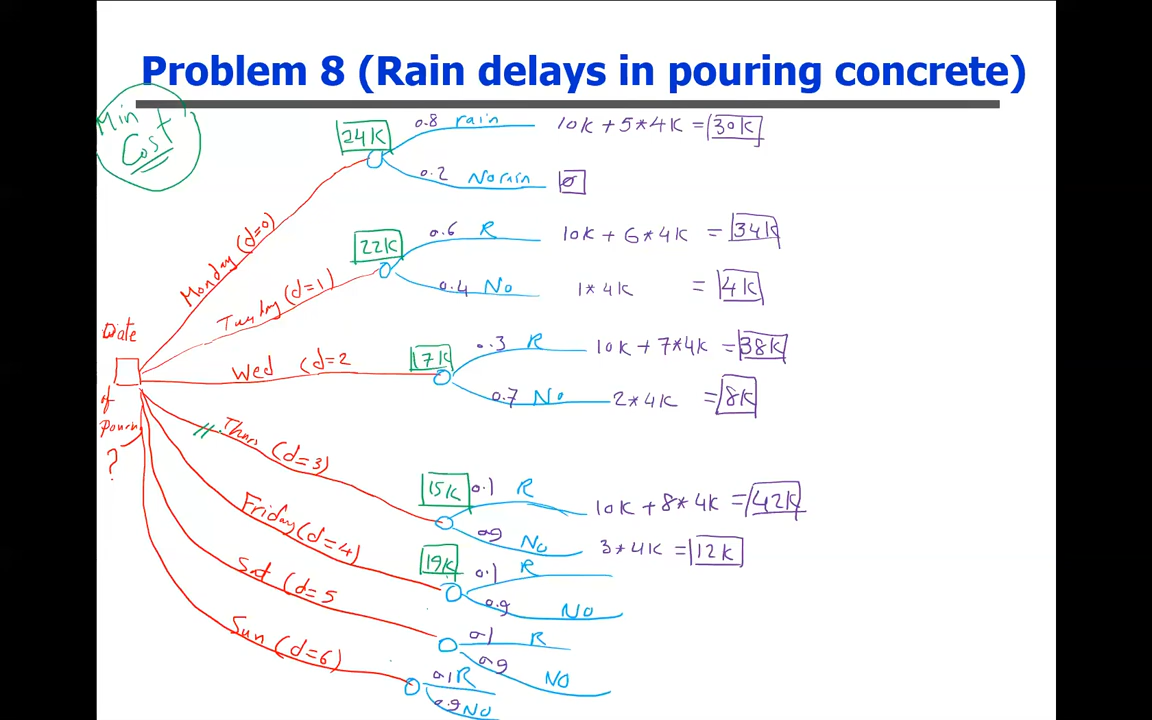 Problem 8 (Rain delays in pouring concrete)
Min
Cost
24K
0.8 rain
10K + 5*4K = 30K
0.2 No rain
0
Monday (d=0)
22K
0.6 R
10K + 6*4K = 34K
0.4 No
1*4K = 4K
Tuesday (d=1)
Date
of
Pouring
?
Wed (d=2
17K
0.3 R
10K + 7*4K = 38K
0.7 No
2*4K = 8K
Thurs (d=3)
15K
0.1 R
10K + 8*4K = 42K
0.9 No
3*4K = 12K
Friday (d=4)
19K
0.1 R
0.9 No
Sat (d=5
0.1 R
0.9 No
Sun (d=6)
0.1 R
0.9 No